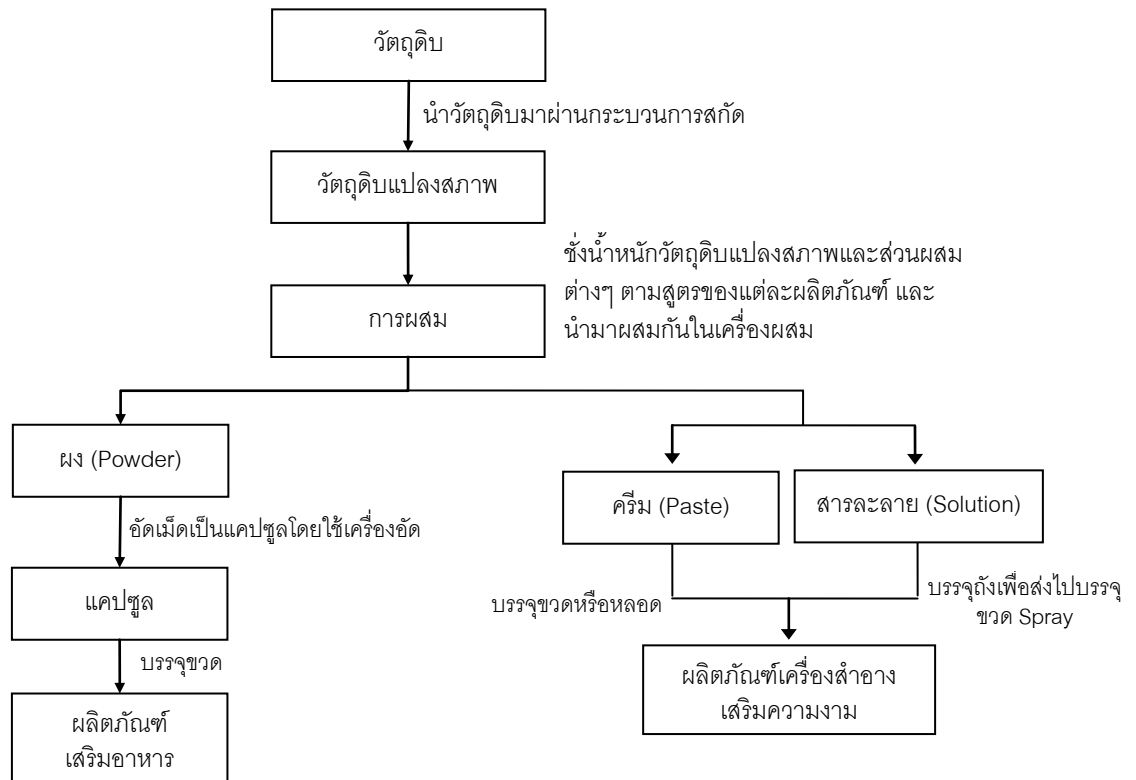 วัตถุดิบ
นำวัตถุดิบมาผ่านกระบวนการสกัด
วัตถุดิบแปลงสภาพ
ชั่งน้ำหนักวัตถุดิบแปลงสภาพและส่วนผสม
ต่างๆ ตามสูตรของแต่ละผลิตภัณฑ์ และ
นำมาผสมกันในเครื่องผสม
การผสม
ผง (Powder)
ครีม (Paste)
สารละลาย (Solution)
อัดเม็ดเป็นแคปซูลโดยใช้เครื่องอัด
แคปซูล
บรรจุขวดหรือหลอด
บรรจุถังเพื่อส่งไปบรรจุ
ขวด Spray
บรรจุขวด
ผลิตภัณฑ์เครื่องสำอาง
เสริมความงาม
ผลิตภัณฑ์
เสริมอาหาร